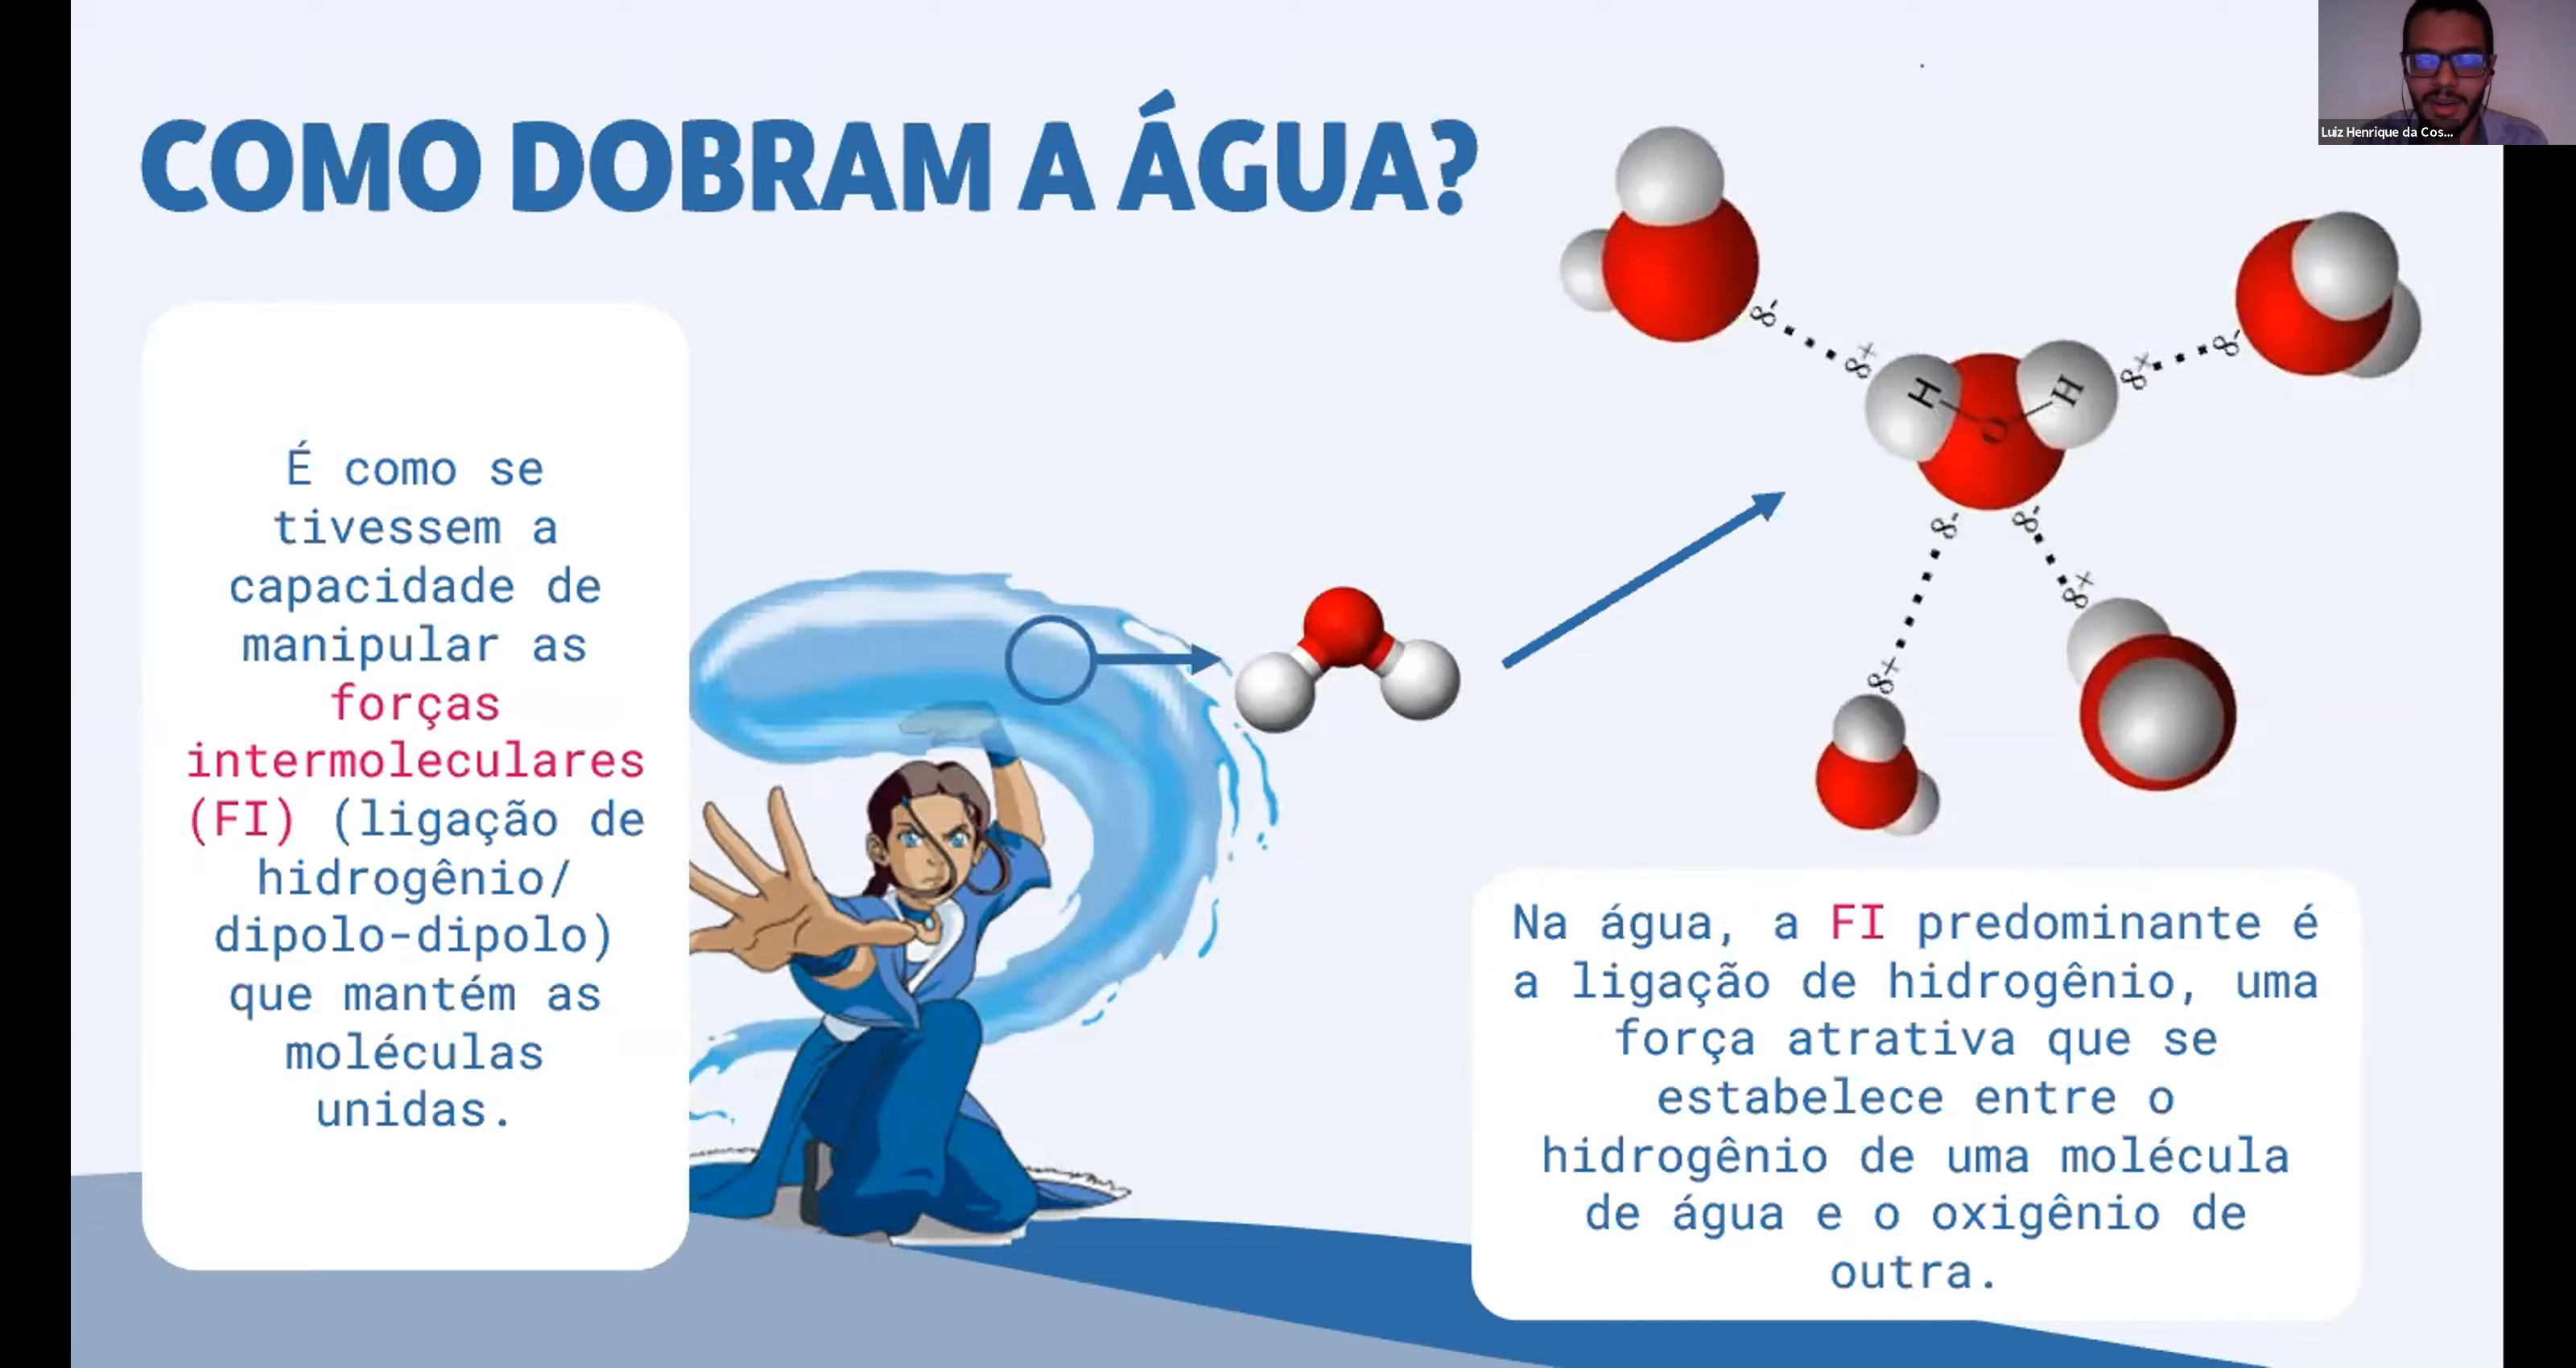 COMO DOBRAM A ÁGUA?
Luiz Henrique da Cos...
É como se
tivessem a
capacidade de
manipular as
forças
intermoleculares
(FI) (ligação de
hidrogênio/
dipolo-dipolo)
que mantém as
moléculas
unidas.
δ-
δ+
δ+
δ-
H
H
O
δ-
δ-
δ+
δ+
Na água, a FI predominante é
a ligação de hidrogênio, uma
força atrativa que se
estabelece entre o
hidrogênio de uma molécula
de água e o oxigênio de
outra.